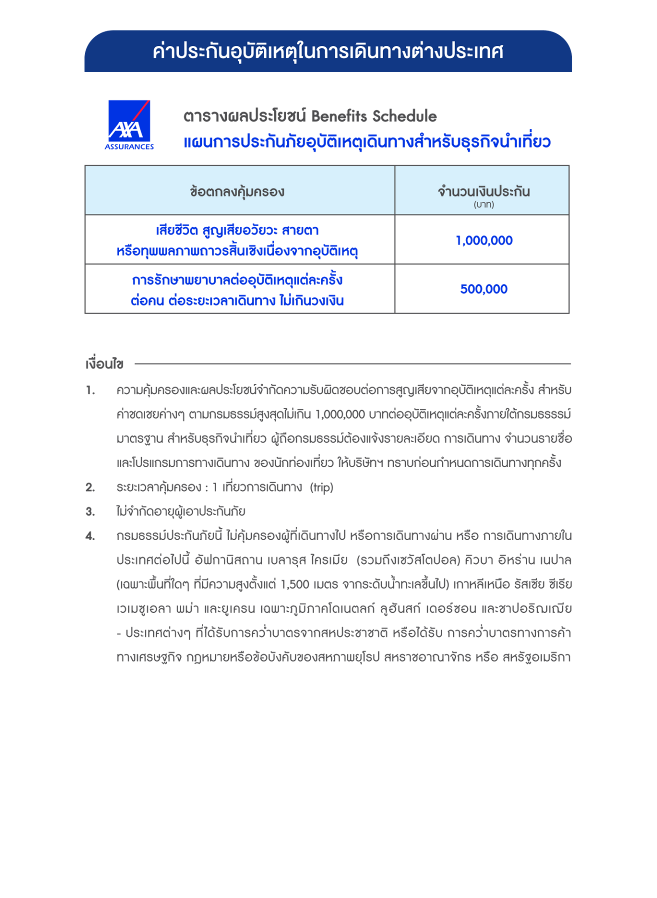 ค่าประกันอุบัติเหตุในการเดินทางต่างประเทศ
AXA
ASSURANCES
ตารางผลประโยชน์ Benefits Schedule
แผนการประกันภัยอุบัติเหตุเดินทางสำหรับธุรกิจนำเที่ยว
ข้อตกลงคุ้มครอง
จำนวนเงินประกัน
(บาท)
เสียชีวิต สูญเสียอวัยวะ สายตา
หรือทุพพลภาพถาวรสิ้นเชิงเนื่องจากอุบัติเหตุ
1,000,000
การรักษาพยาบาลต่ออุบัติเหตุแต่ละครั้ง
ต่อคน ต่อระยะเวลาเดินทาง ไม่เกินวงเงิน
500,000
เงื่อนไข
1. ความคุ้มครองและผลประโยชน์จำกัดความรับผิดชอบต่อการสูญเสียจากอุบัติเหตุแต่ละครั้ง สำหรับ
ค่าชดเชยค่างๆ ตามกรมธรรม์สูงสุดไม่เกิน 1,000,000 บาทต่ออุบัติเหตุแต่ละครั้งภายใต้กรมธรรรม์
มาตรฐาน สำหรับธุรกิจนำเที่ยว ผู้ถือกรมธรรม์ต้องแจ้งรายละเอียด การเดินทาง จำนวนรายชื่อ
และโปรแกรมการทางเดินทาง ของนักท่องเที่ยว ให้บริษัทฯ ทราบก่อนกำหนดการเดินทางทุกครั้ง
2. ระยะเวลาคุ้มครอง : 1 เที่ยวการเดินทาง (trip)
3. ไม่จำกัดอายุผู้เอาประกันภัย
4. กรมธรรม์ประกันภัยนี้ ไม่คุ้มครองผู้ที่เดินทางไป หรือการเดินทางผ่าน หรือ การเดินทางภายใน
ประเทศต่อไปนี้ อัฟกานิสถาน เบลารุส ไครเมีย (รวมถึงเซวัสโตปอล) คิวบา อิหร่าน เนปาล
(เฉพาะพื้นที่ใดๆ ที่มีความสูงตั้งแต่ 1,500 เมตร จากระดับน้ำทะเลขึ้นไป) เกาหลีเหนือ รัสเซีย ซีเรีย
เวเนซูเอลา พม่า และยูเครน เฉพาะภูมิภาคโดเนตสก์ ลูฮันสก์ เคอร์ซอน และซาปอริฌเฌีย
- ประเทศต่างๆ ที่ได้รับการคว่ำบาตรจากสหประชาชาติ หรือได้รับ การคว่ำบาตรทางการค้า
ทางเศรษฐกิจ กฎหมายหรือข้อบังคับของสหภาพยุโรป สหราชอาณาจักร หรือ สหรัฐอเมริกา